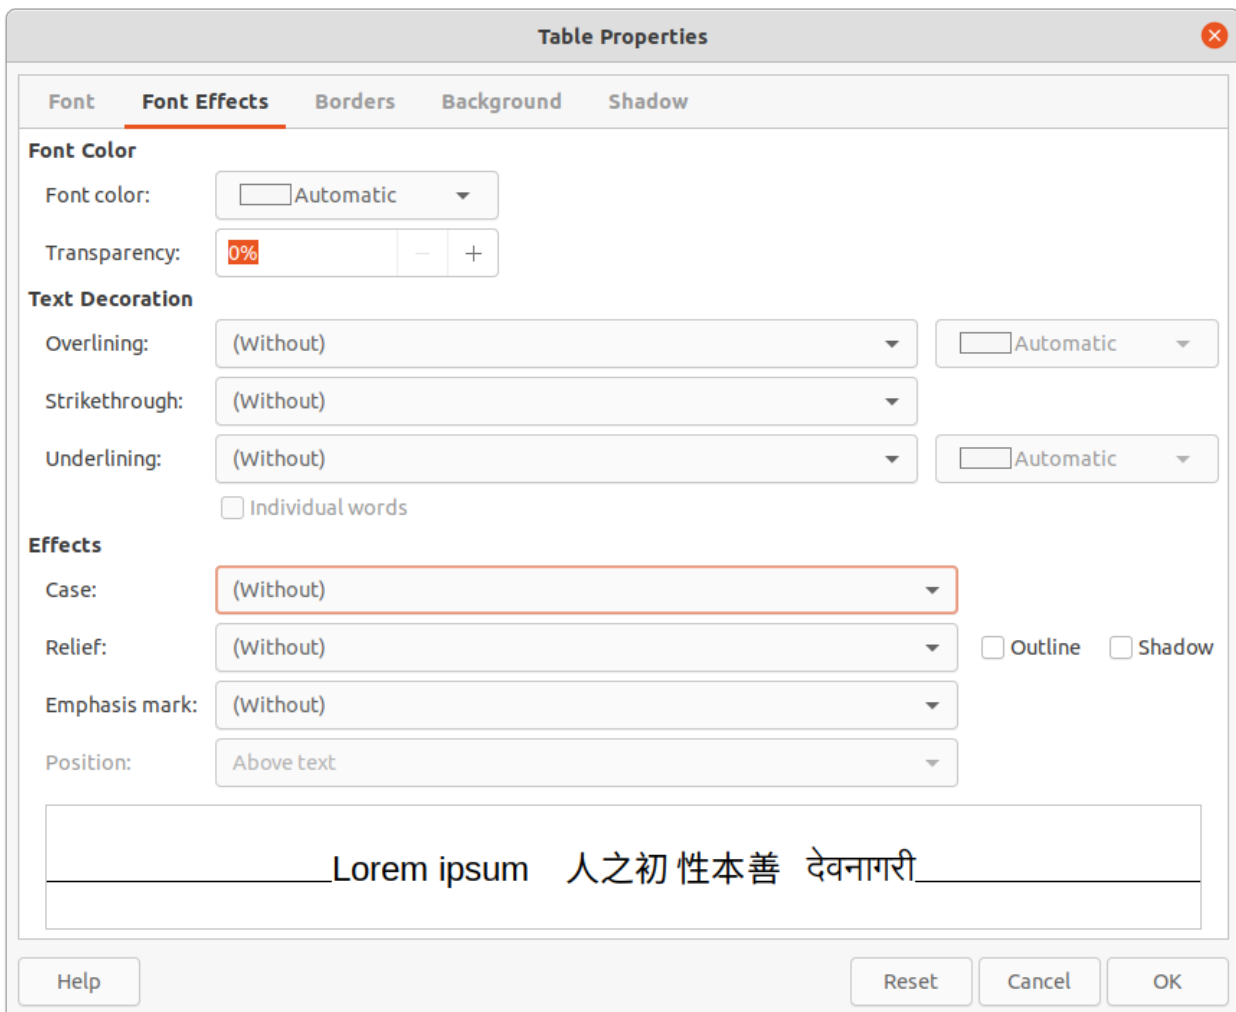 Table Properties
Font Font Effects Borders Background Shadow
Font Color
Font color: Automatic
Transparency: 0% − +
Text Decoration
Overlining: (Without) Automatic
Strikethrough: (Without)
Underlining: (Without) Automatic
Individual words
Effects
Case: (Without)
Relief: (Without) Outline Shadow
Emphasis mark: (Without)
Position: Above text
Lorem ipsum 人之初 性本善 देवनागरी
Help Reset Cancel OK